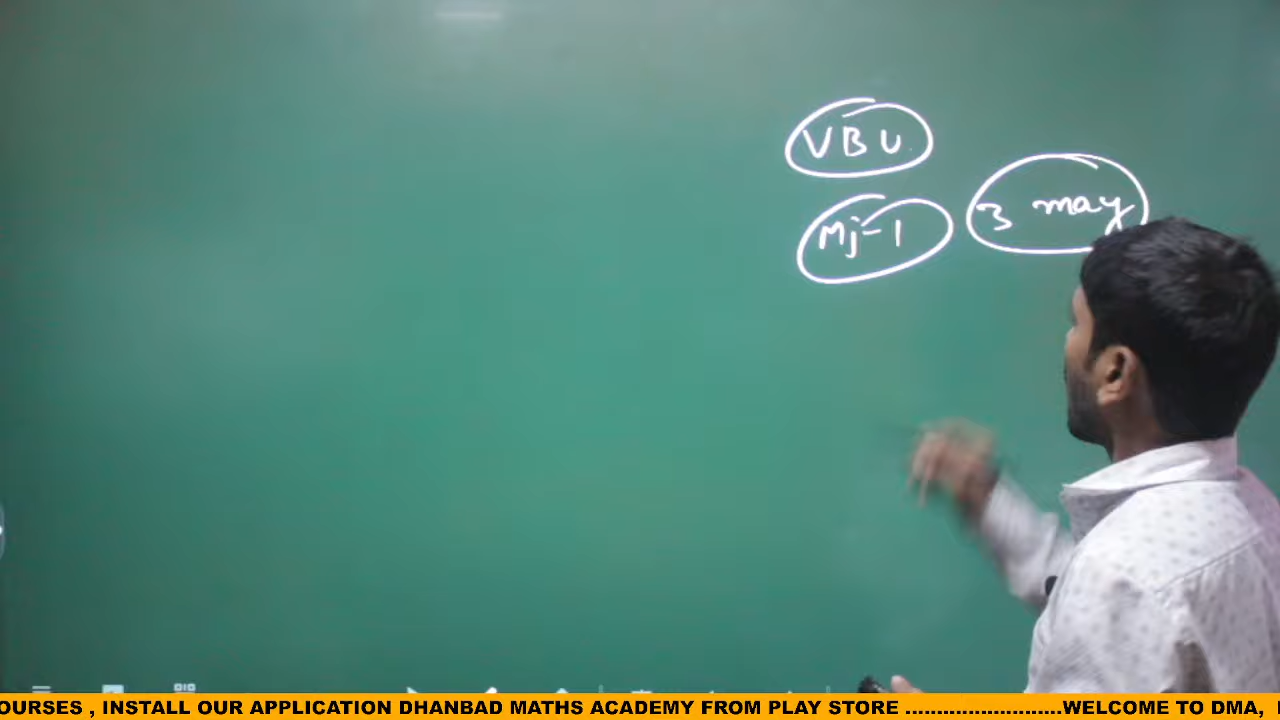 VBU
Mj-1
3 may
OURSES , INSTALL OUR APPLICATION DHANBAD MATHS ACADEMY FROM PLAY STORE .........................WELCOME TO DMA,